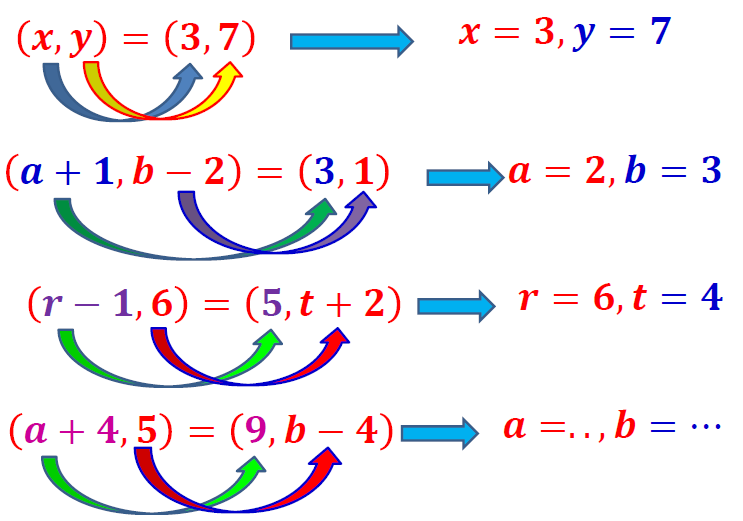 (x, y) = (3, 7) x = 3, y = 7
(a + 1, b − 2) = (3, 1) a = 2, b = 3
(r − 1, 6) = (5, t + 2) r = 6, t = 4
(a + 4, 5) = (9, b − 4) a =.. , b = ⋯